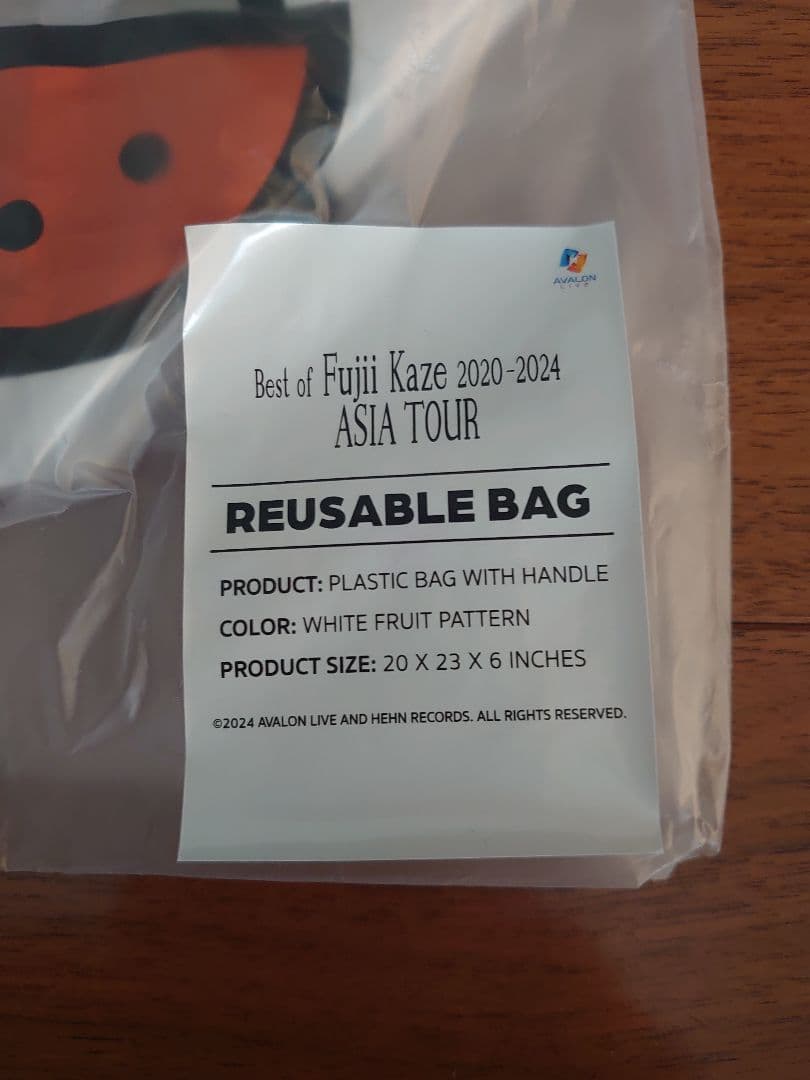 AVALON
LIVE
Best of Fujii Kaze 2020-2024
ASIA TOUR
REUSABLE BAG
PRODUCT: PLASTIC BAG WITH HANDLE
COLOR: WHITE FRUIT PATTERN
PRODUCT SIZE: 20 X 23 X 6 INCHES
©2024 AVALON LIVE AND HEHN RECORDS. ALL RIGHTS RESERVED.